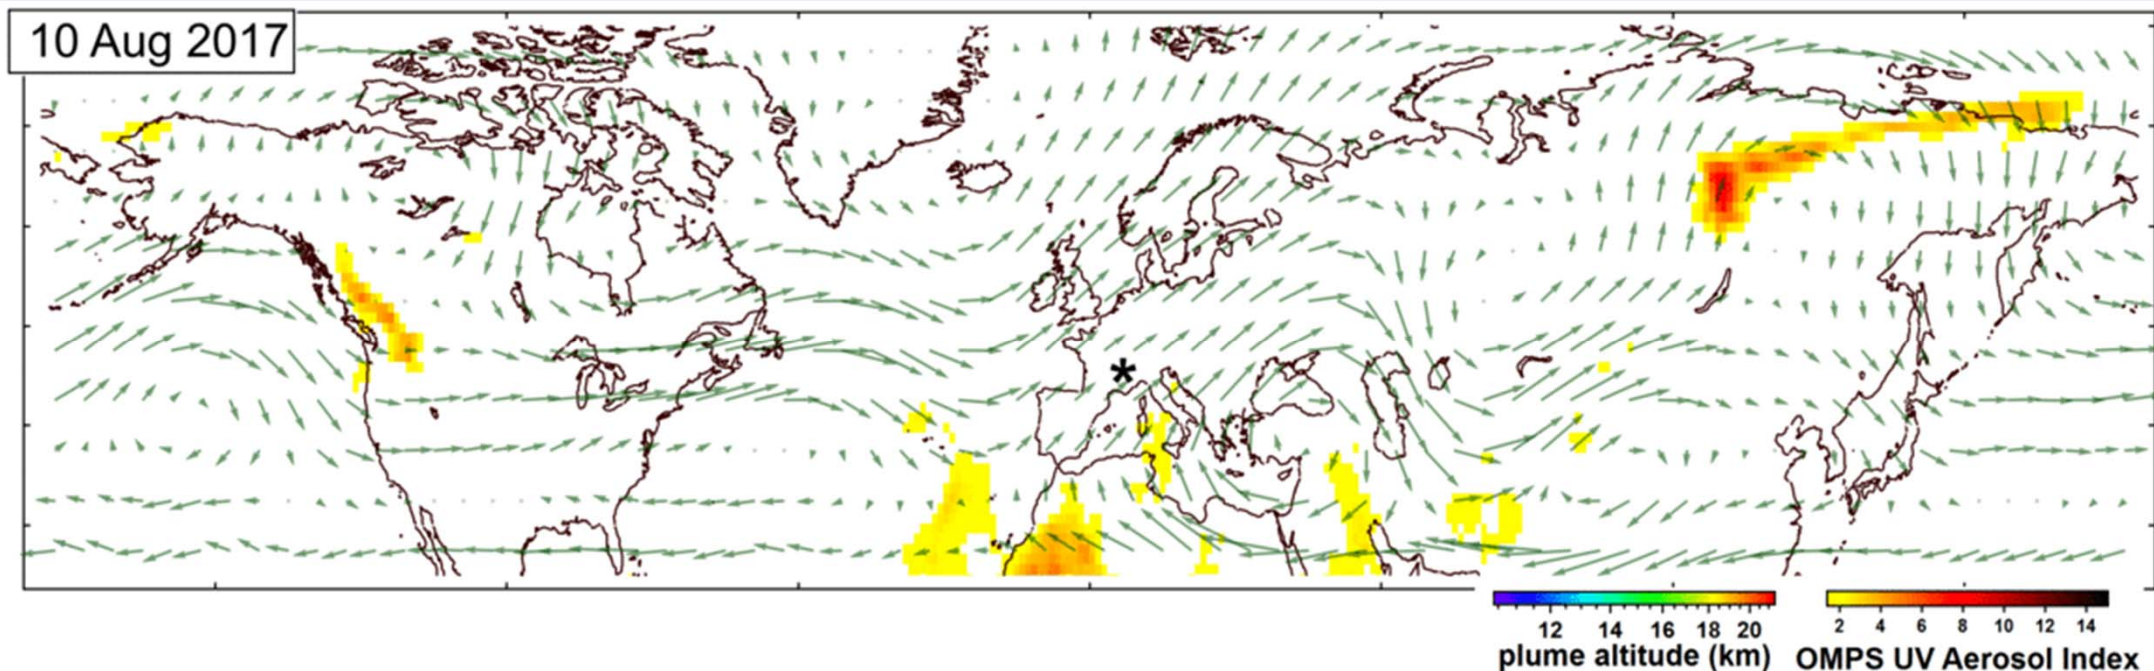 10 Aug 2017
*
12 14 16 18 20
plume altitude (km)
2 4 6 8 10 12 14
OMPS UV Aerosol Index